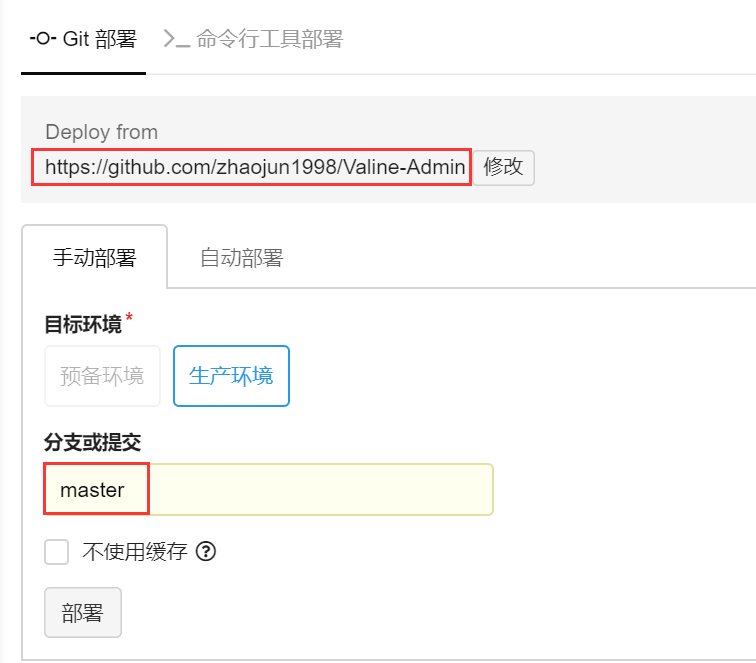 -O- Git 部署 >_ 命令行工具部署
Deploy from
https://github.com/zhaojun1998/Valine-Admin 修改
手动部署 自动部署
目标环境*
预备环境 生产环境
分支或提交
master
不使用缓存 ?
部署